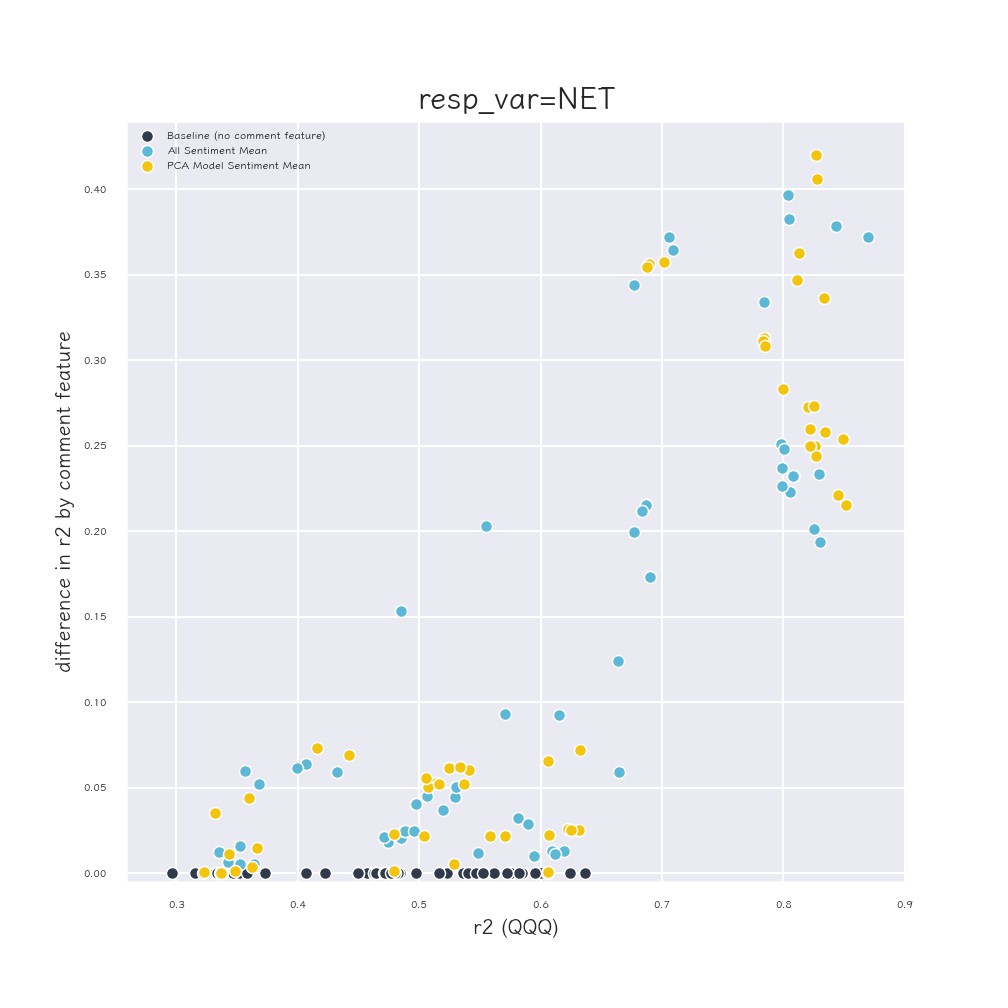 resp_var=NET
Baseline (no comment feature)
All Sentiment Mean
PCA Model Sentiment Mean
0.40
0.35
0.30
0.25
0.20
0.15
0.10
0.05
0.00
difference in r2 by comment feature
0.3 0.4 0.5 0.6 0.7 0.8 0.9
r2 (QQQ)